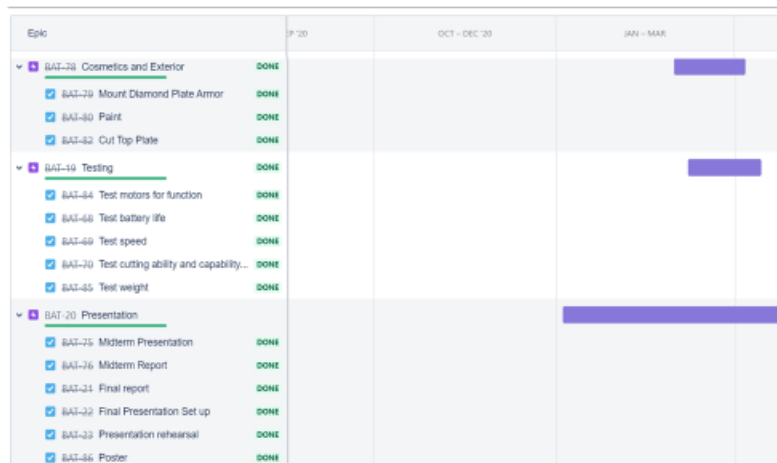 Epic
OCT – DEC '20
JAN – MAR
BAT-78 Cosmetics and Exterior DONE
BAT-79 Mount Diamond Plate Armor DONE
BAT-80 Paint DONE
BAT-82 Cut Top Plate DONE
BAT-19 Testing DONE
BAT-84 Test motors for function DONE
BAT-68 Test battery life DONE
BAT-69 Test speed DONE
BAT-70 Test cutting ability and capability... DONE
BAT-85 Test weight DONE
BAT-20 Presentation DONE
BAT-75 Midterm Presentation DONE
BAT-76 Midterm Report DONE
BAT-21 Final report DONE
BAT-22 Final Presentation Set up DONE
BAT-23 Presentation rehearsal DONE
BAT-86 Poster DONE